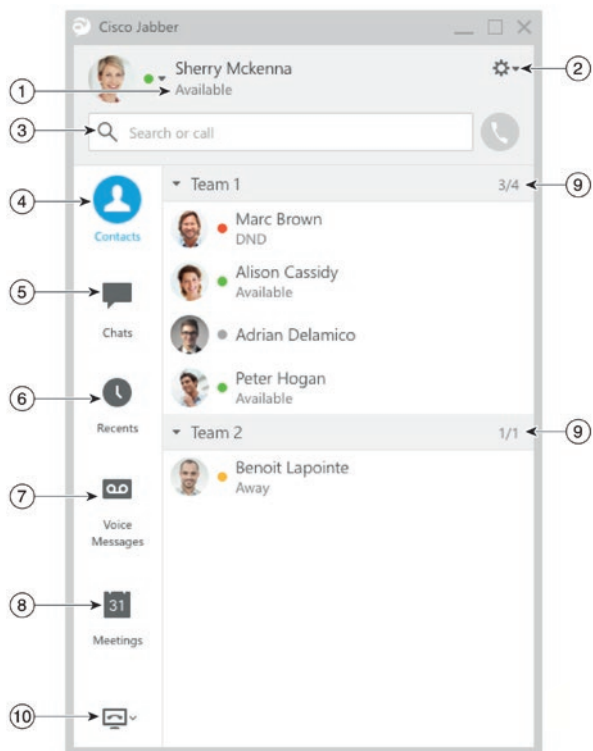 Cisco Jabber
Sherry Mckenna
Available
1
2
3
Search or call
4
Contacts
Team 1
3/4
9
Marc Brown
DND
Alison Cassidy
Available
5
Chats
Adrian Delamico
Peter Hogan
Available
6
Recents
Team 2
1/1
9
Benoit Lapointe
Away
7
Voice
Messages
8
31
Meetings
10